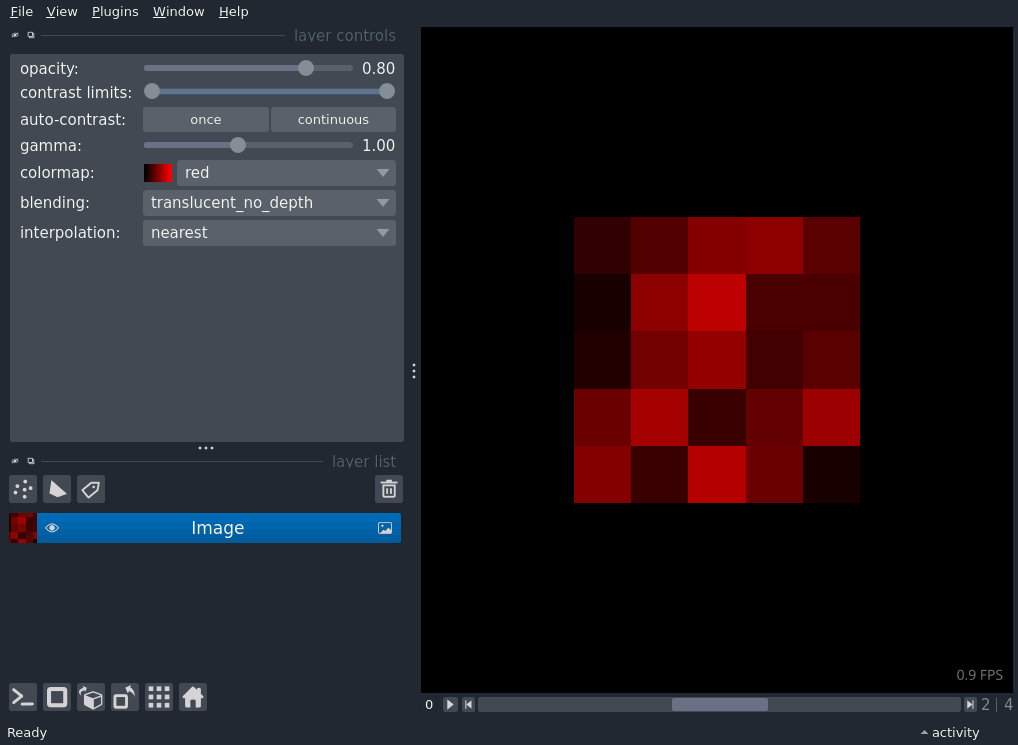 File View Plugins Window Help
layer controls
opacity: 0.80
contrast limits:
auto-contrast: once continuous
gamma: 1.00
colormap: red
blending: translucent_no_depth
interpolation: nearest
layer list
Image
0.9 FPS
0 2 | 4
Ready activity